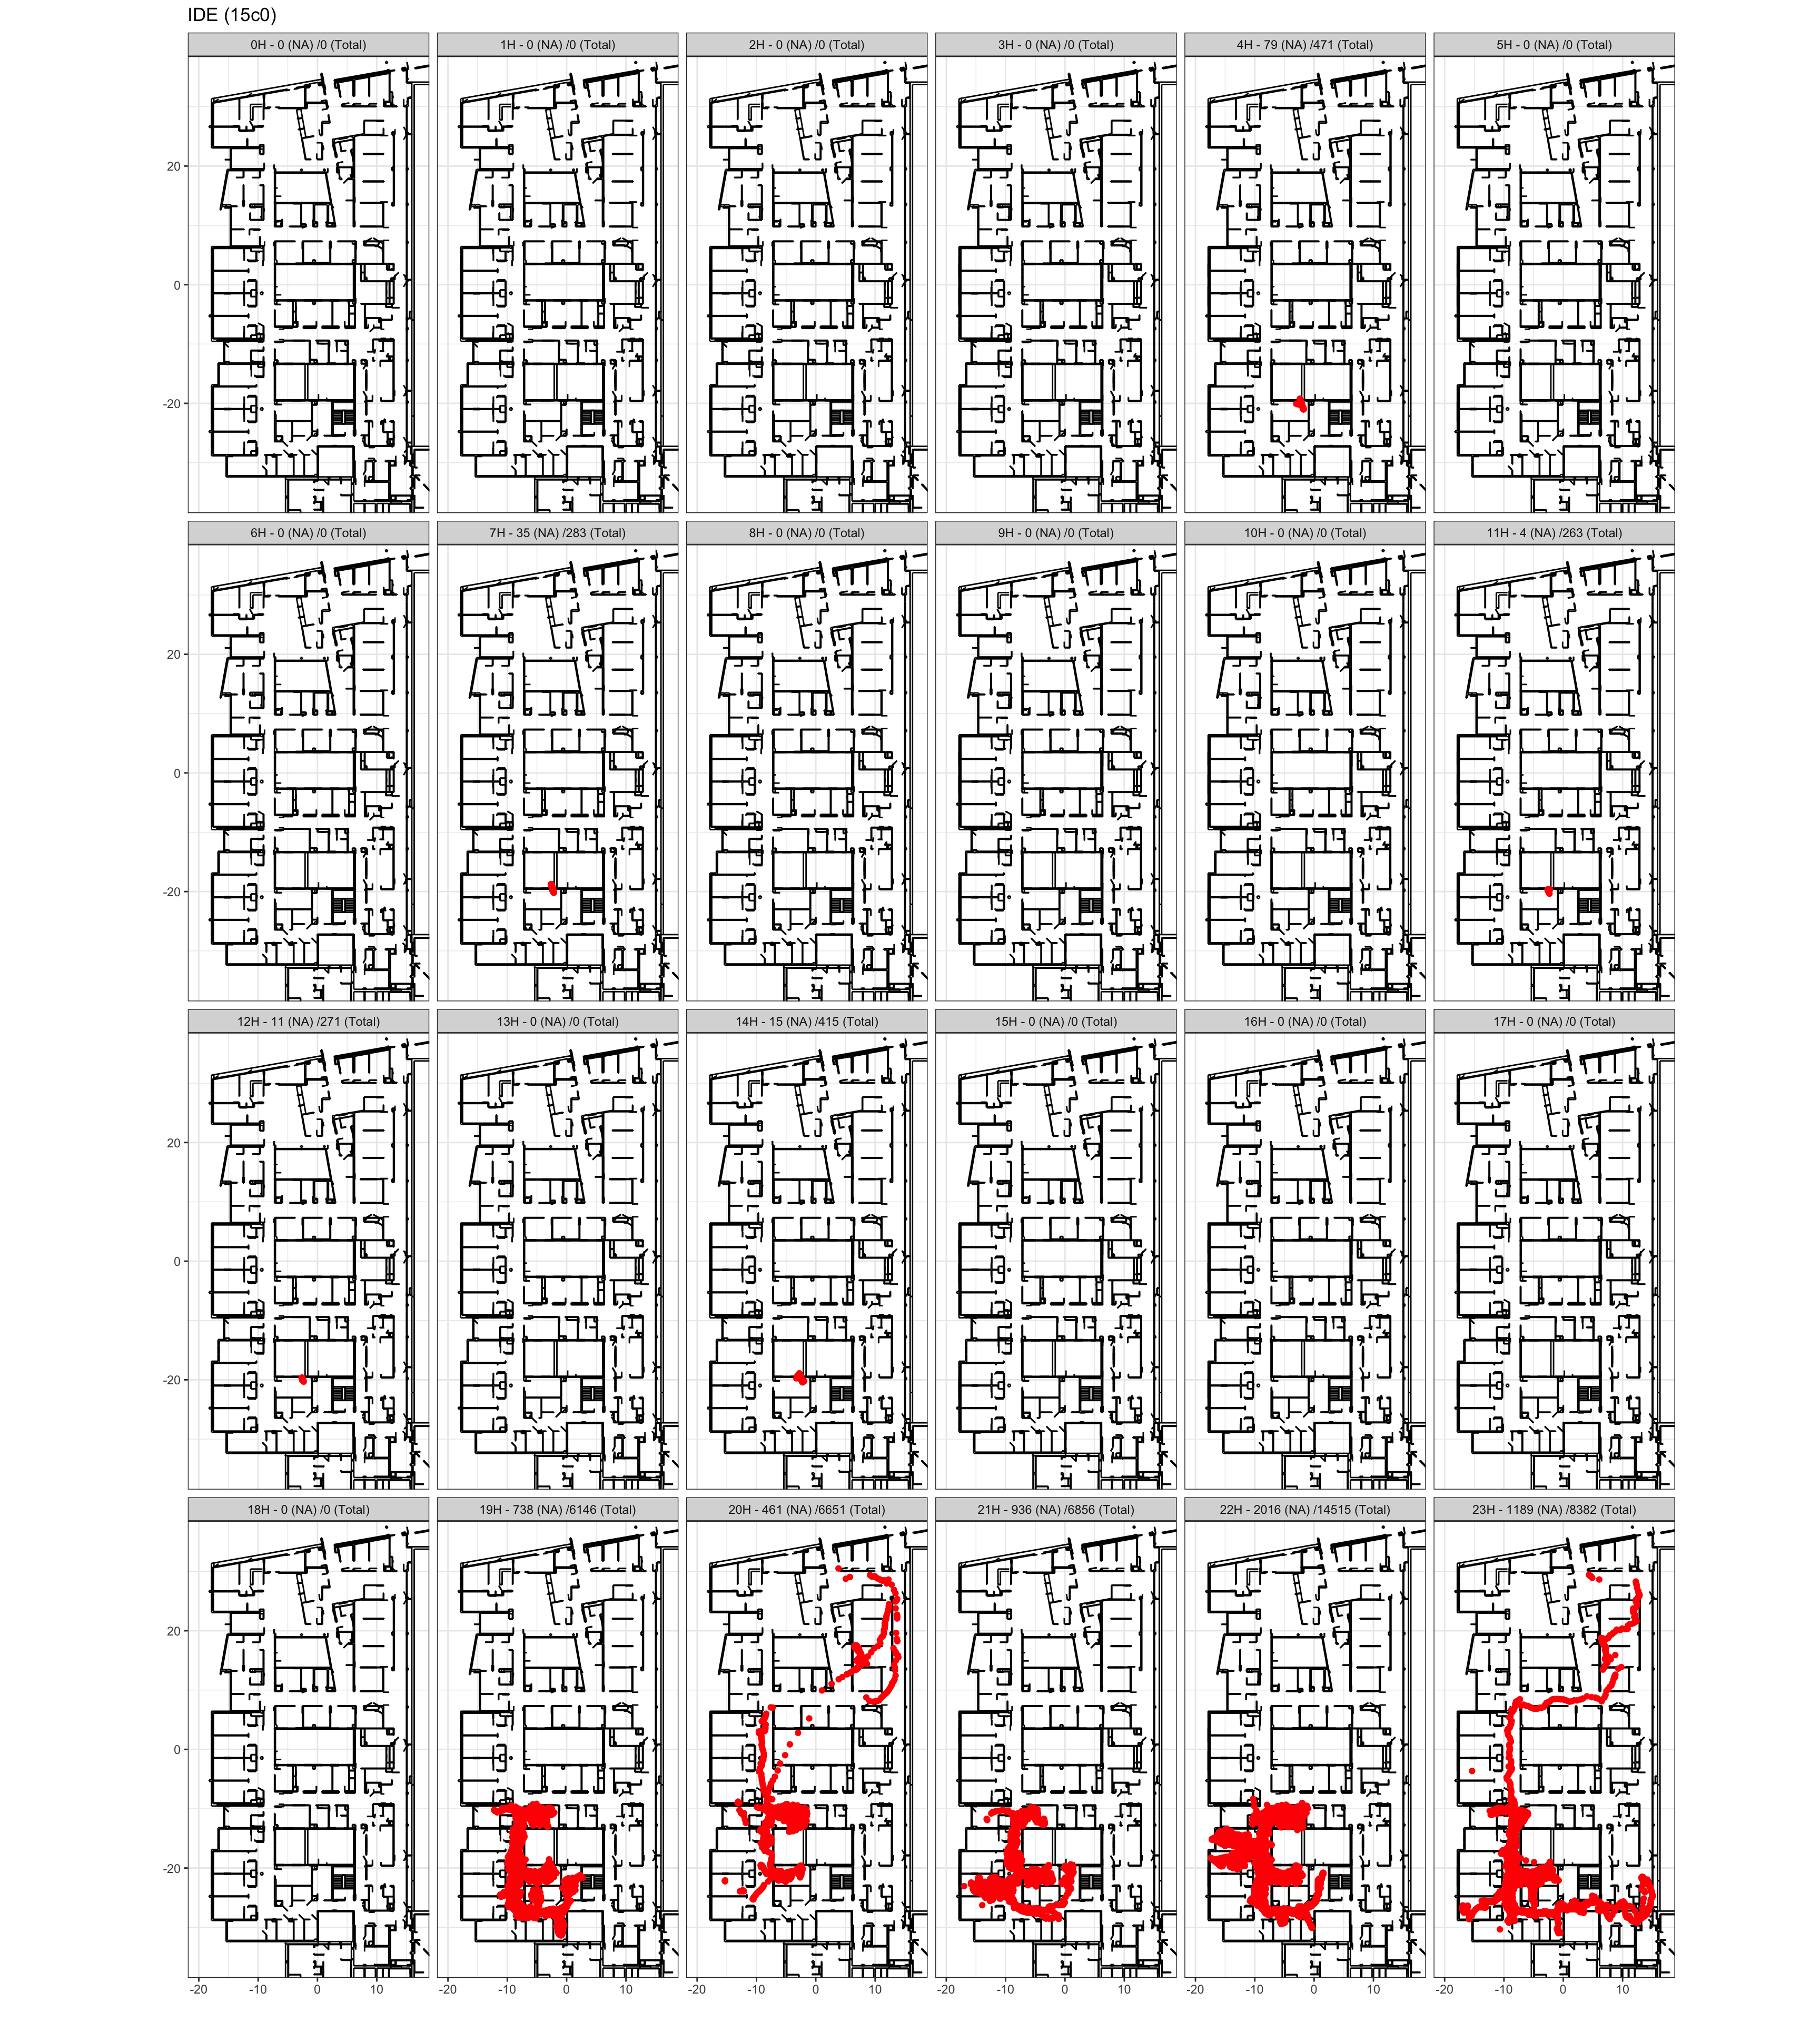 IDE (15c0)
0H - 0 (NA) /0 (Total)
1H - 0 (NA) /0 (Total)
2H - 0 (NA) /0 (Total)
3H - 0 (NA) /0 (Total)
4H - 79 (NA) /471 (Total)
5H - 0 (NA) /0 (Total)
20
0
-20
6H - 0 (NA) /0 (Total)
7H - 35 (NA) /283 (Total)
8H - 0 (NA) /0 (Total)
9H - 0 (NA) /0 (Total)
10H - 0 (NA) /0 (Total)
11H - 4 (NA) /263 (Total)
20
0
-20
12H - 11 (NA) /271 (Total)
13H - 0 (NA) /0 (Total)
14H - 15 (NA) /415 (Total)
15H - 0 (NA) /0 (Total)
16H - 0 (NA) /0 (Total)
17H - 0 (NA) /0 (Total)
20
0
-20
18H - 0 (NA) /0 (Total)
19H - 738 (NA) /6146 (Total)
20H - 461 (NA) /6651 (Total)
21H - 936 (NA) /6856 (Total)
22H - 2016 (NA) /14515 (Total)
23H - 1189 (NA) /8382 (Total)
20
0
-20
-20 -10 0 10
-20 -10 0 10
-20 -10 0 10
-20 -10 0 10
-20 -10 0 10
-20 -10 0 10